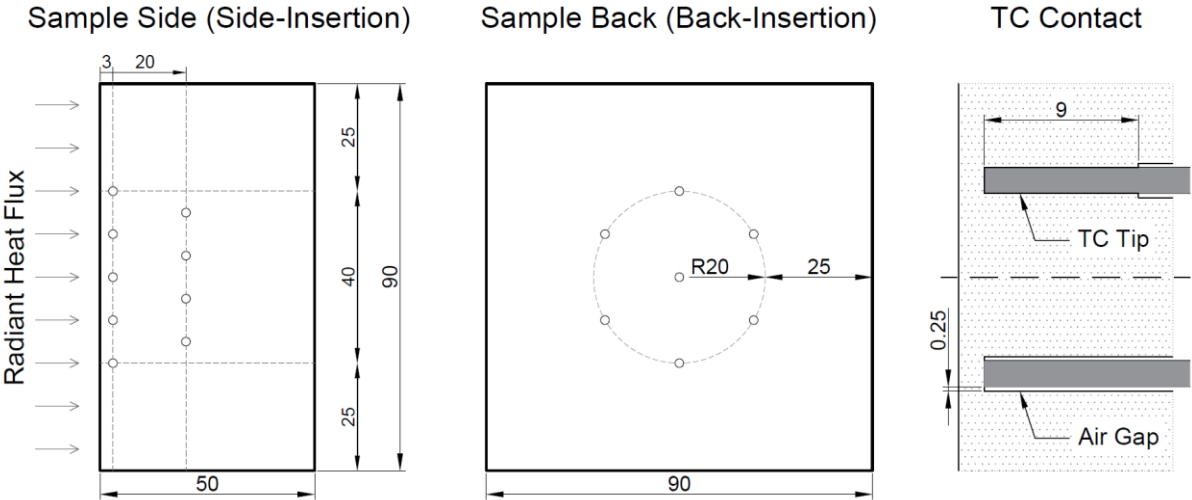 Sample Side (Side-Insertion)
Sample Back (Back-Insertion)
TC Contact
3
20
Radiant Heat Flux
25
40
90
25
50
R20
25
90
9
TC Tip
0.25
Air Gap